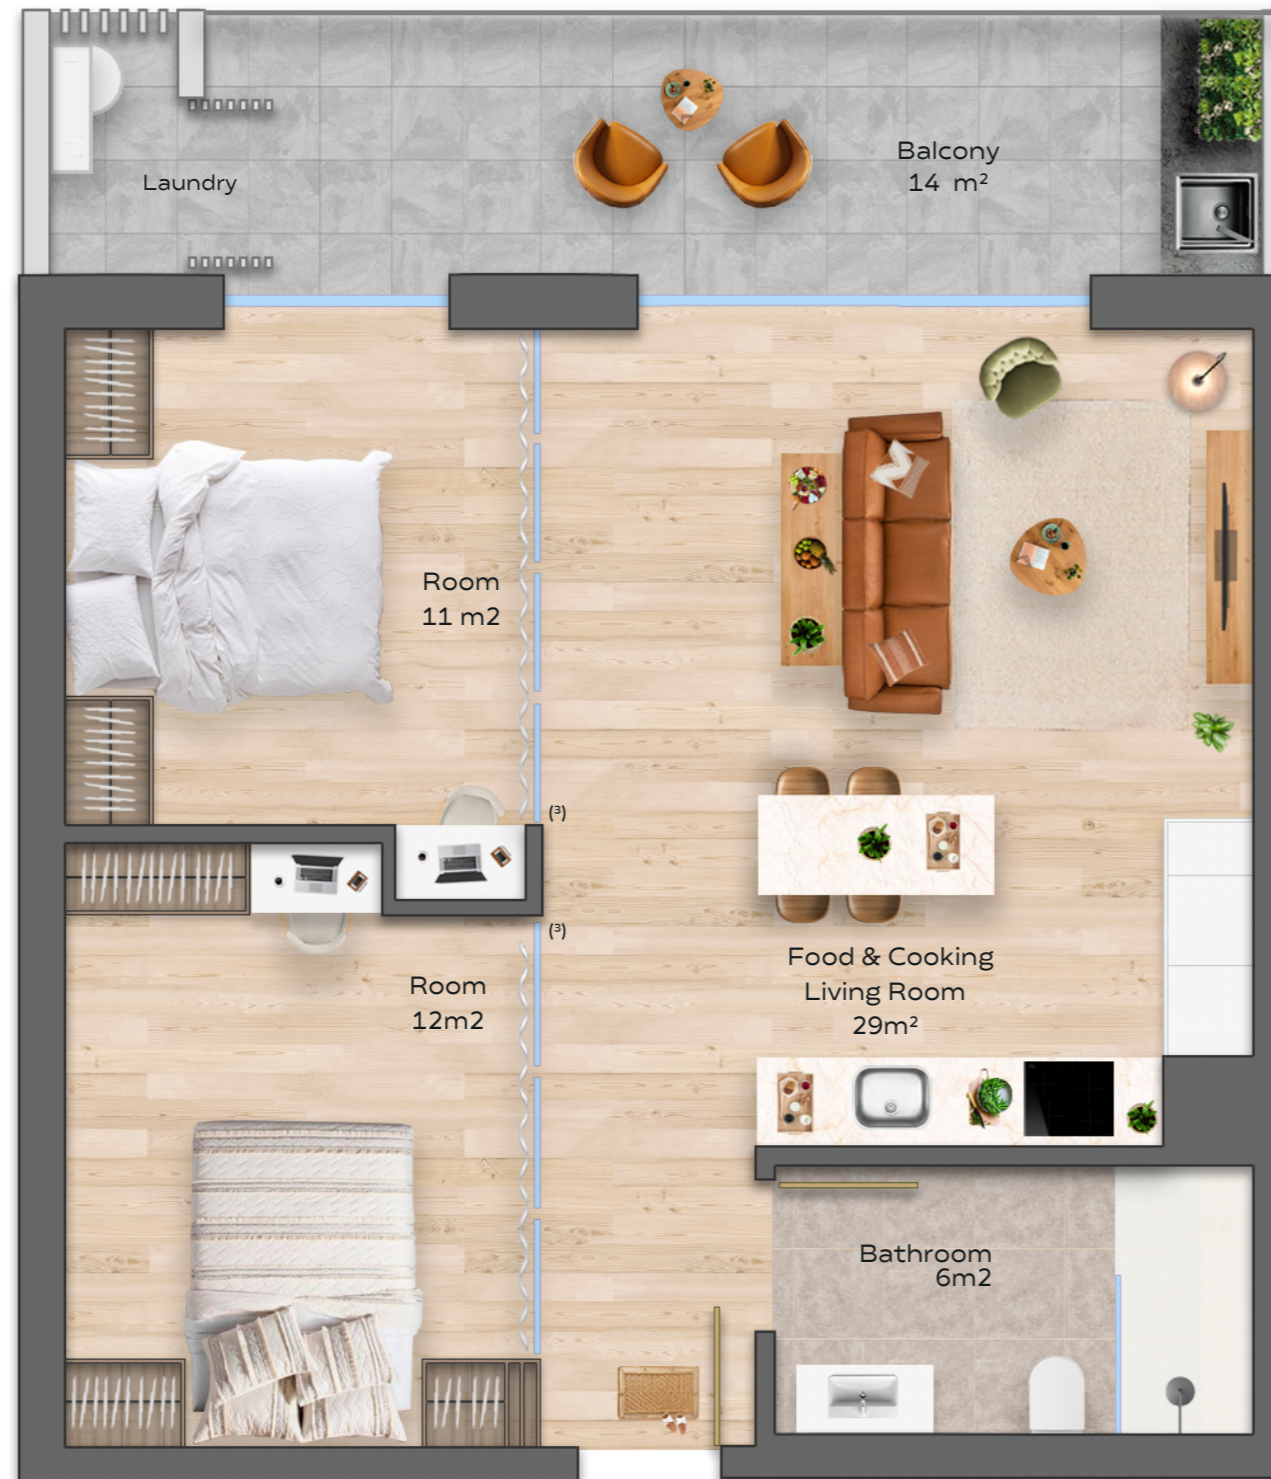 Balcony
14 m²
Laundry
Room
11 m2
(3)
(3)
Food & Cooking
Living Room
29m²
Room
12m2
Bathroom
6m2